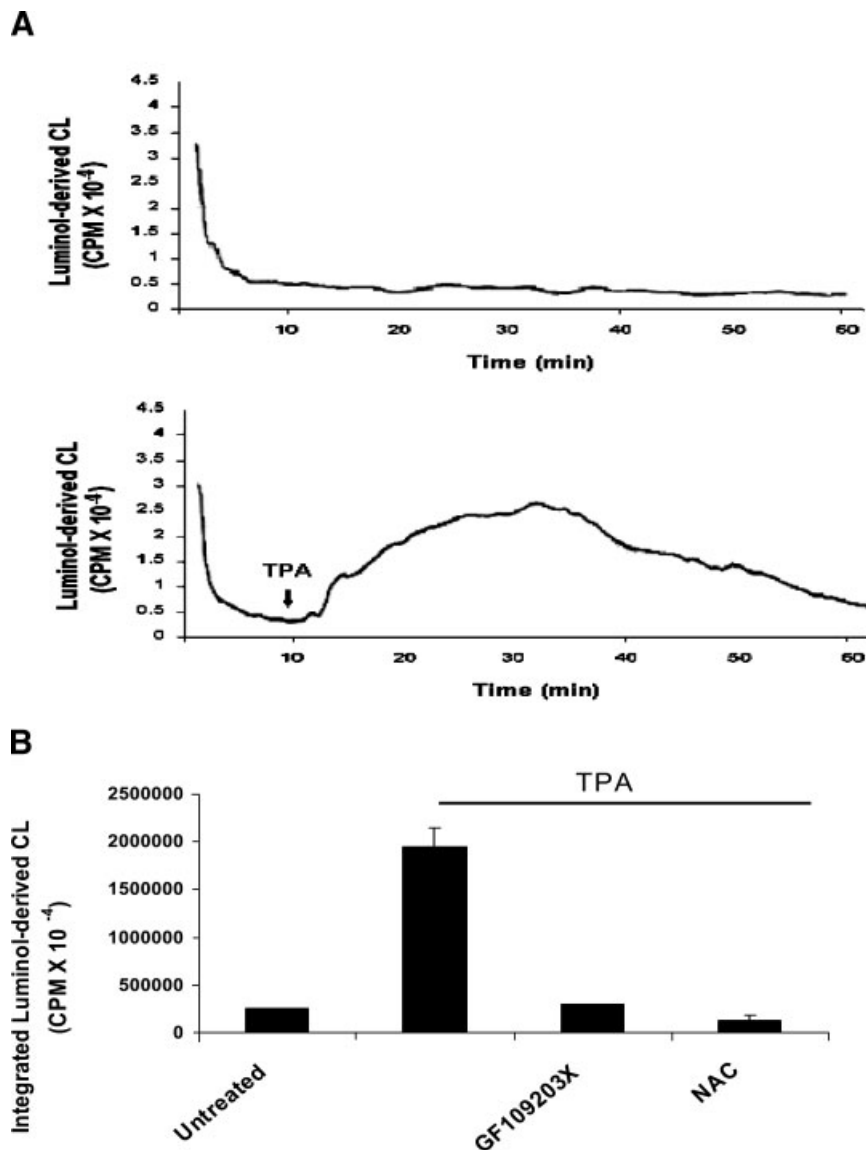 A
Luminol-derived CL
(CPM X 10-4)
4.5
4
3.5
3
2.5
2
1.5
1
0.5
0
10 20 30 40 50 60
Time (min)
Luminol-derived CL
(CPM X 10-4)
4.5
4
3.5
3
2.5
2
1.5
1
0.5
0
TPA
10 20 30 40 50 60
Time (min)
B
Integrated Luminol-derived CL
(CPM X 10 -4)
2500000
2000000
1500000
1000000
500000
0
TPA
Untreated
GF109203X
NAC